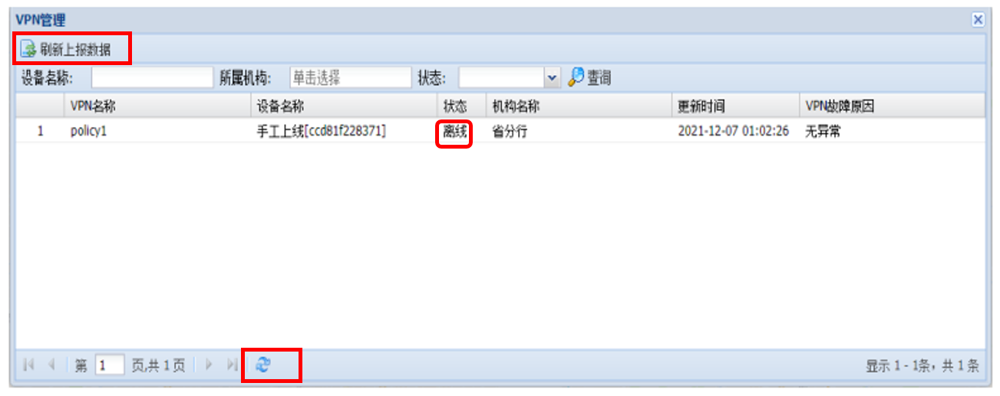 VPN管理
刷新上报数据
设备名称: 所属机构: 单击选择 状态: 查询
VPN名称 设备名称 状态 机构名称 更新时间 VPN故障原因
1 policy1 手工上线[ccd81f228371] 离线 省分行 2021-12-07 01:02:26 无异常
第 1 页,共 1 页 显示 1 - 1条，共 1 条